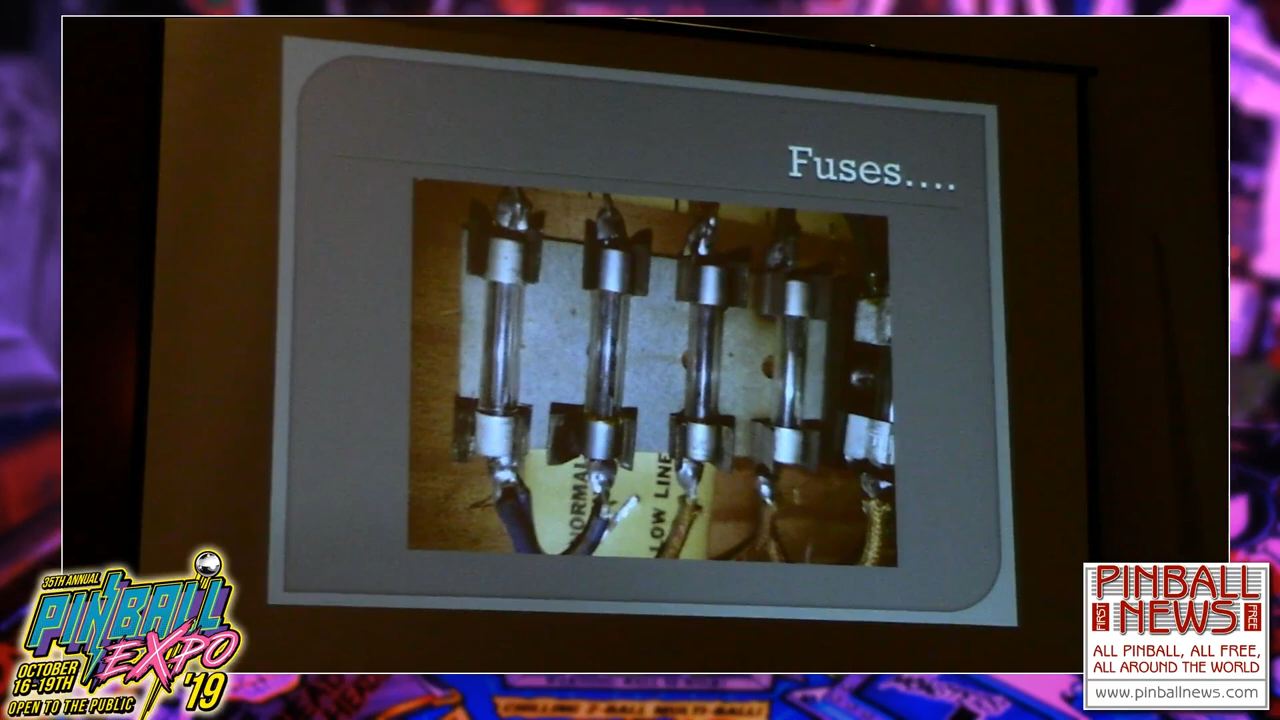 Fuses....
NORMAL
LOW LINE
35TH ANNUAL
PINBALL
EXPO
OCTOBER
16-19TH
'19
OPEN TO THE PUBLIC
PINBALL
FIRST
NEWS
FREE
ALL PINBALL, ALL FREE,
ALL AROUND THE WORLD
www.pinballnews.com